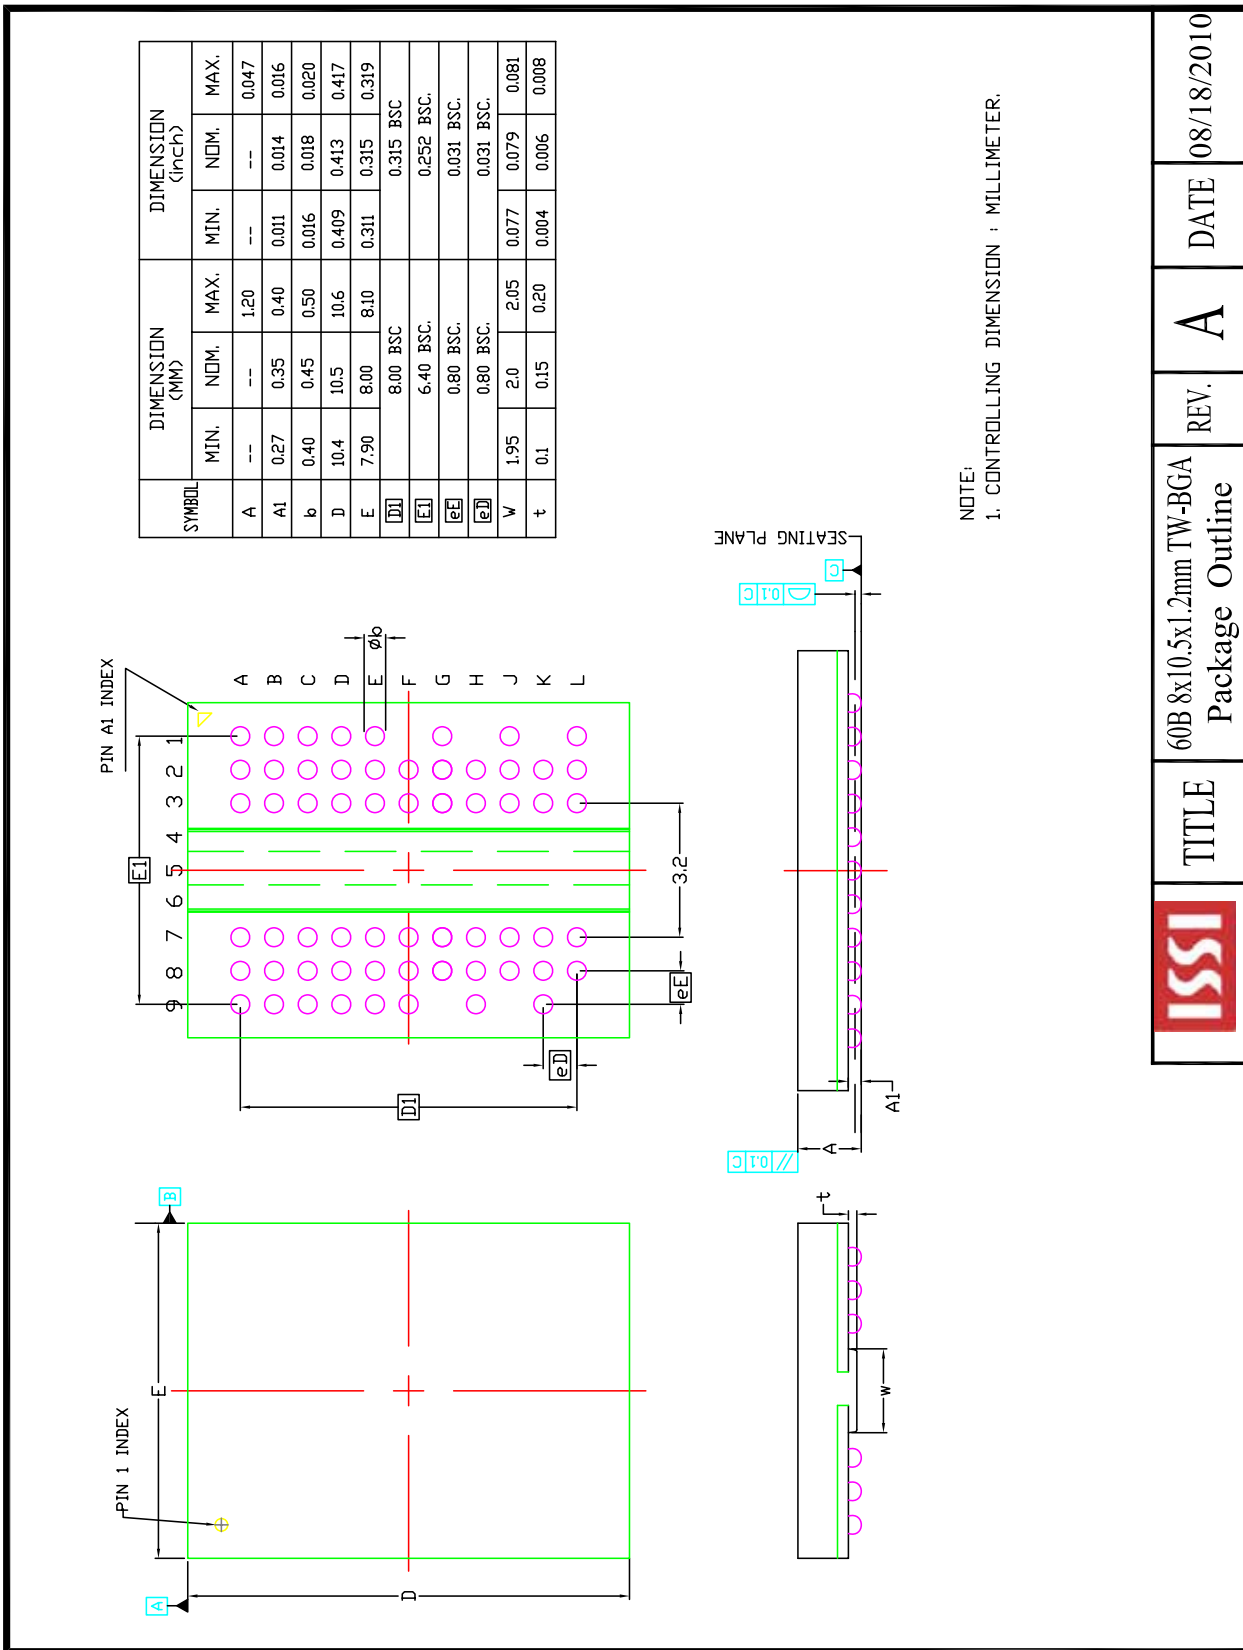 PIN 1 INDEX
A
B
D
E
PIN A1 INDEX
1 2 3 4 5 6 7 8 9
A
B
C
D
E
F
G
H
J
K
L
E1
D1
eD
eE
3.2
øb
SYMBOL DIMENSION (MM) DIMENSION (inch)
MIN. NOM. MAX. MIN. NOM. MAX.
A -- -- 1.20 -- -- 0.047
A1 0.27 0.35 0.40 0.011 0.014 0.016
b 0.40 0.45 0.50 0.016 0.018 0.020
D 10.4 10.5 10.6 0.409 0.413 0.417
E 7.90 8.00 8.10 0.311 0.315 0.319
D1 8.00 BSC 0.315 BSC
E1 6.40 BSC. 0.252 BSC.
eE 0.80 BSC. 0.031 BSC.
eD 0.80 BSC. 0.031 BSC.
W 1.95 2.0 2.05 0.077 0.079 0.081
t 0.1 0.15 0.20 0.004 0.006 0.008
t
w
// 0.1 C
A
A1
0.1 C
C
SEATING PLANE
NOTE:
1. CONTROLLING DIMENSION : MILLIMETER.
ISSI
TITLE
60B 8x10.5x1.2mm TW-BGA
Package Outline
REV.
A
DATE
08/18/2010